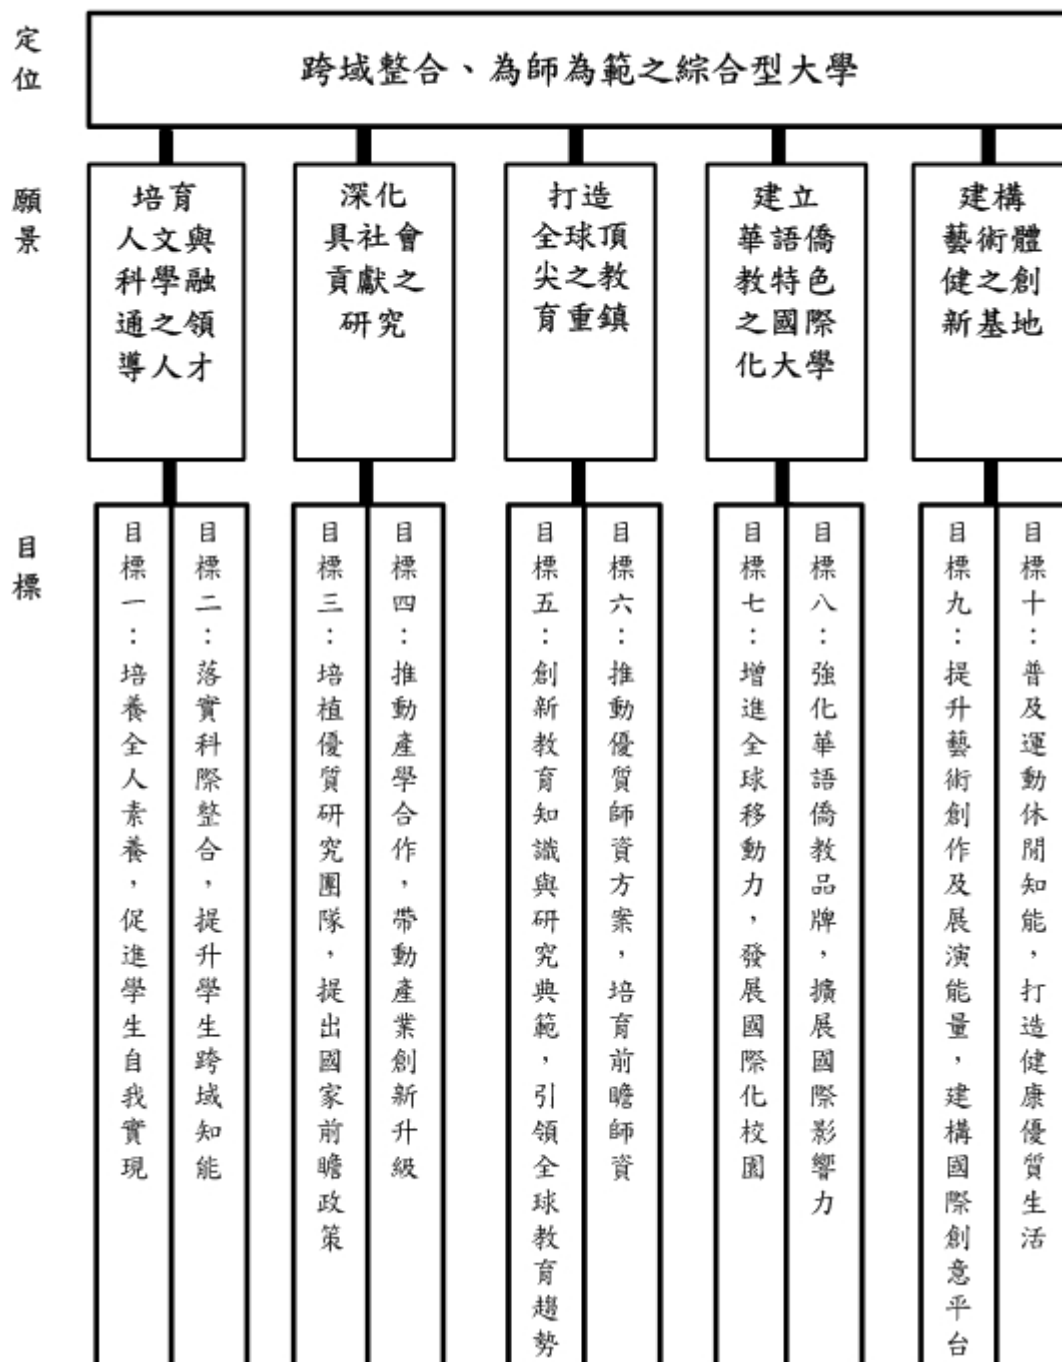 定位
跨域整合、為師為範之綜合型大學
願景
培育
人文與
科學融
通之領
導人才
深化
具社會
貢獻之
研究
打造
全球頂
尖之教
育重鎮
建立
華語僑
教特色
之國際
化大學
建構
藝術體
健之創
新基地
目標
目標一：培養全人素養，促進學生自我實現
目標二：落實科際整合，提升學生跨域知能
目標三：培植優質研究團隊，提出國家前瞻政策
目標四：推動產學合作，帶動產業創新升級
目標五：創新教育知識與研究典範，引領全球教育趨勢
目標六：推動優質師資方案，培育前瞻師資
目標七：增進全球移動力，發展國際化校園
目標八：強化華語僑教品牌，擴展國際影響力
目標九：提升藝術創作及展演能量，建構國際創意平台
目標十：普及運動休閒知能，打造健康優質生活